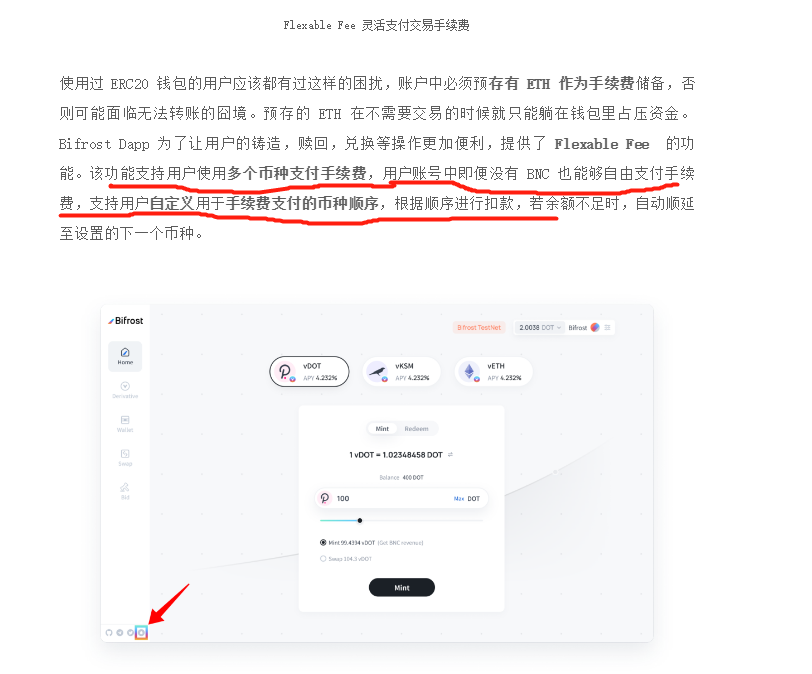 Flexable Fee 灵活支付交易手续费
使用过 ERC20 钱包的用户应该都有过这样的困扰，账户中必须预存有 ETH 作为手续费储备，否
则可能面临无法转账的囧境。预存的 ETH 在不需要交易的时候就只能躺在钱包里占压资金。
Bifrost Dapp 为了让用户的铸造，赎回，兑换等操作更加便利，提供了 Flexable Fee 的功
能。该功能支持用户使用多个币种支付手续费，用户账号中即便没有 BNC 也能够自由支付手续
费，支持用户自定义用于手续费支付的币种顺序，根据顺序进行扣款，若余额不足时，自动顺延
至设置的下一个币种。
Bifrost
Bifrost TestNet
2.0038 DOT
Bifrost
Home
Derivative
Wallet
Swap
Bid
vDOT
APY 4.232%
vKSM
APY 4.232%
vETH
APY 4.232%
Mint Redeem
1 vDOT = 1.02348458 DOT
Balance 400 DOT
100 Max DOT
Mint 99.4334 vDOT (Get BNC revenue)
Swap 104.3 vDOT
Mint